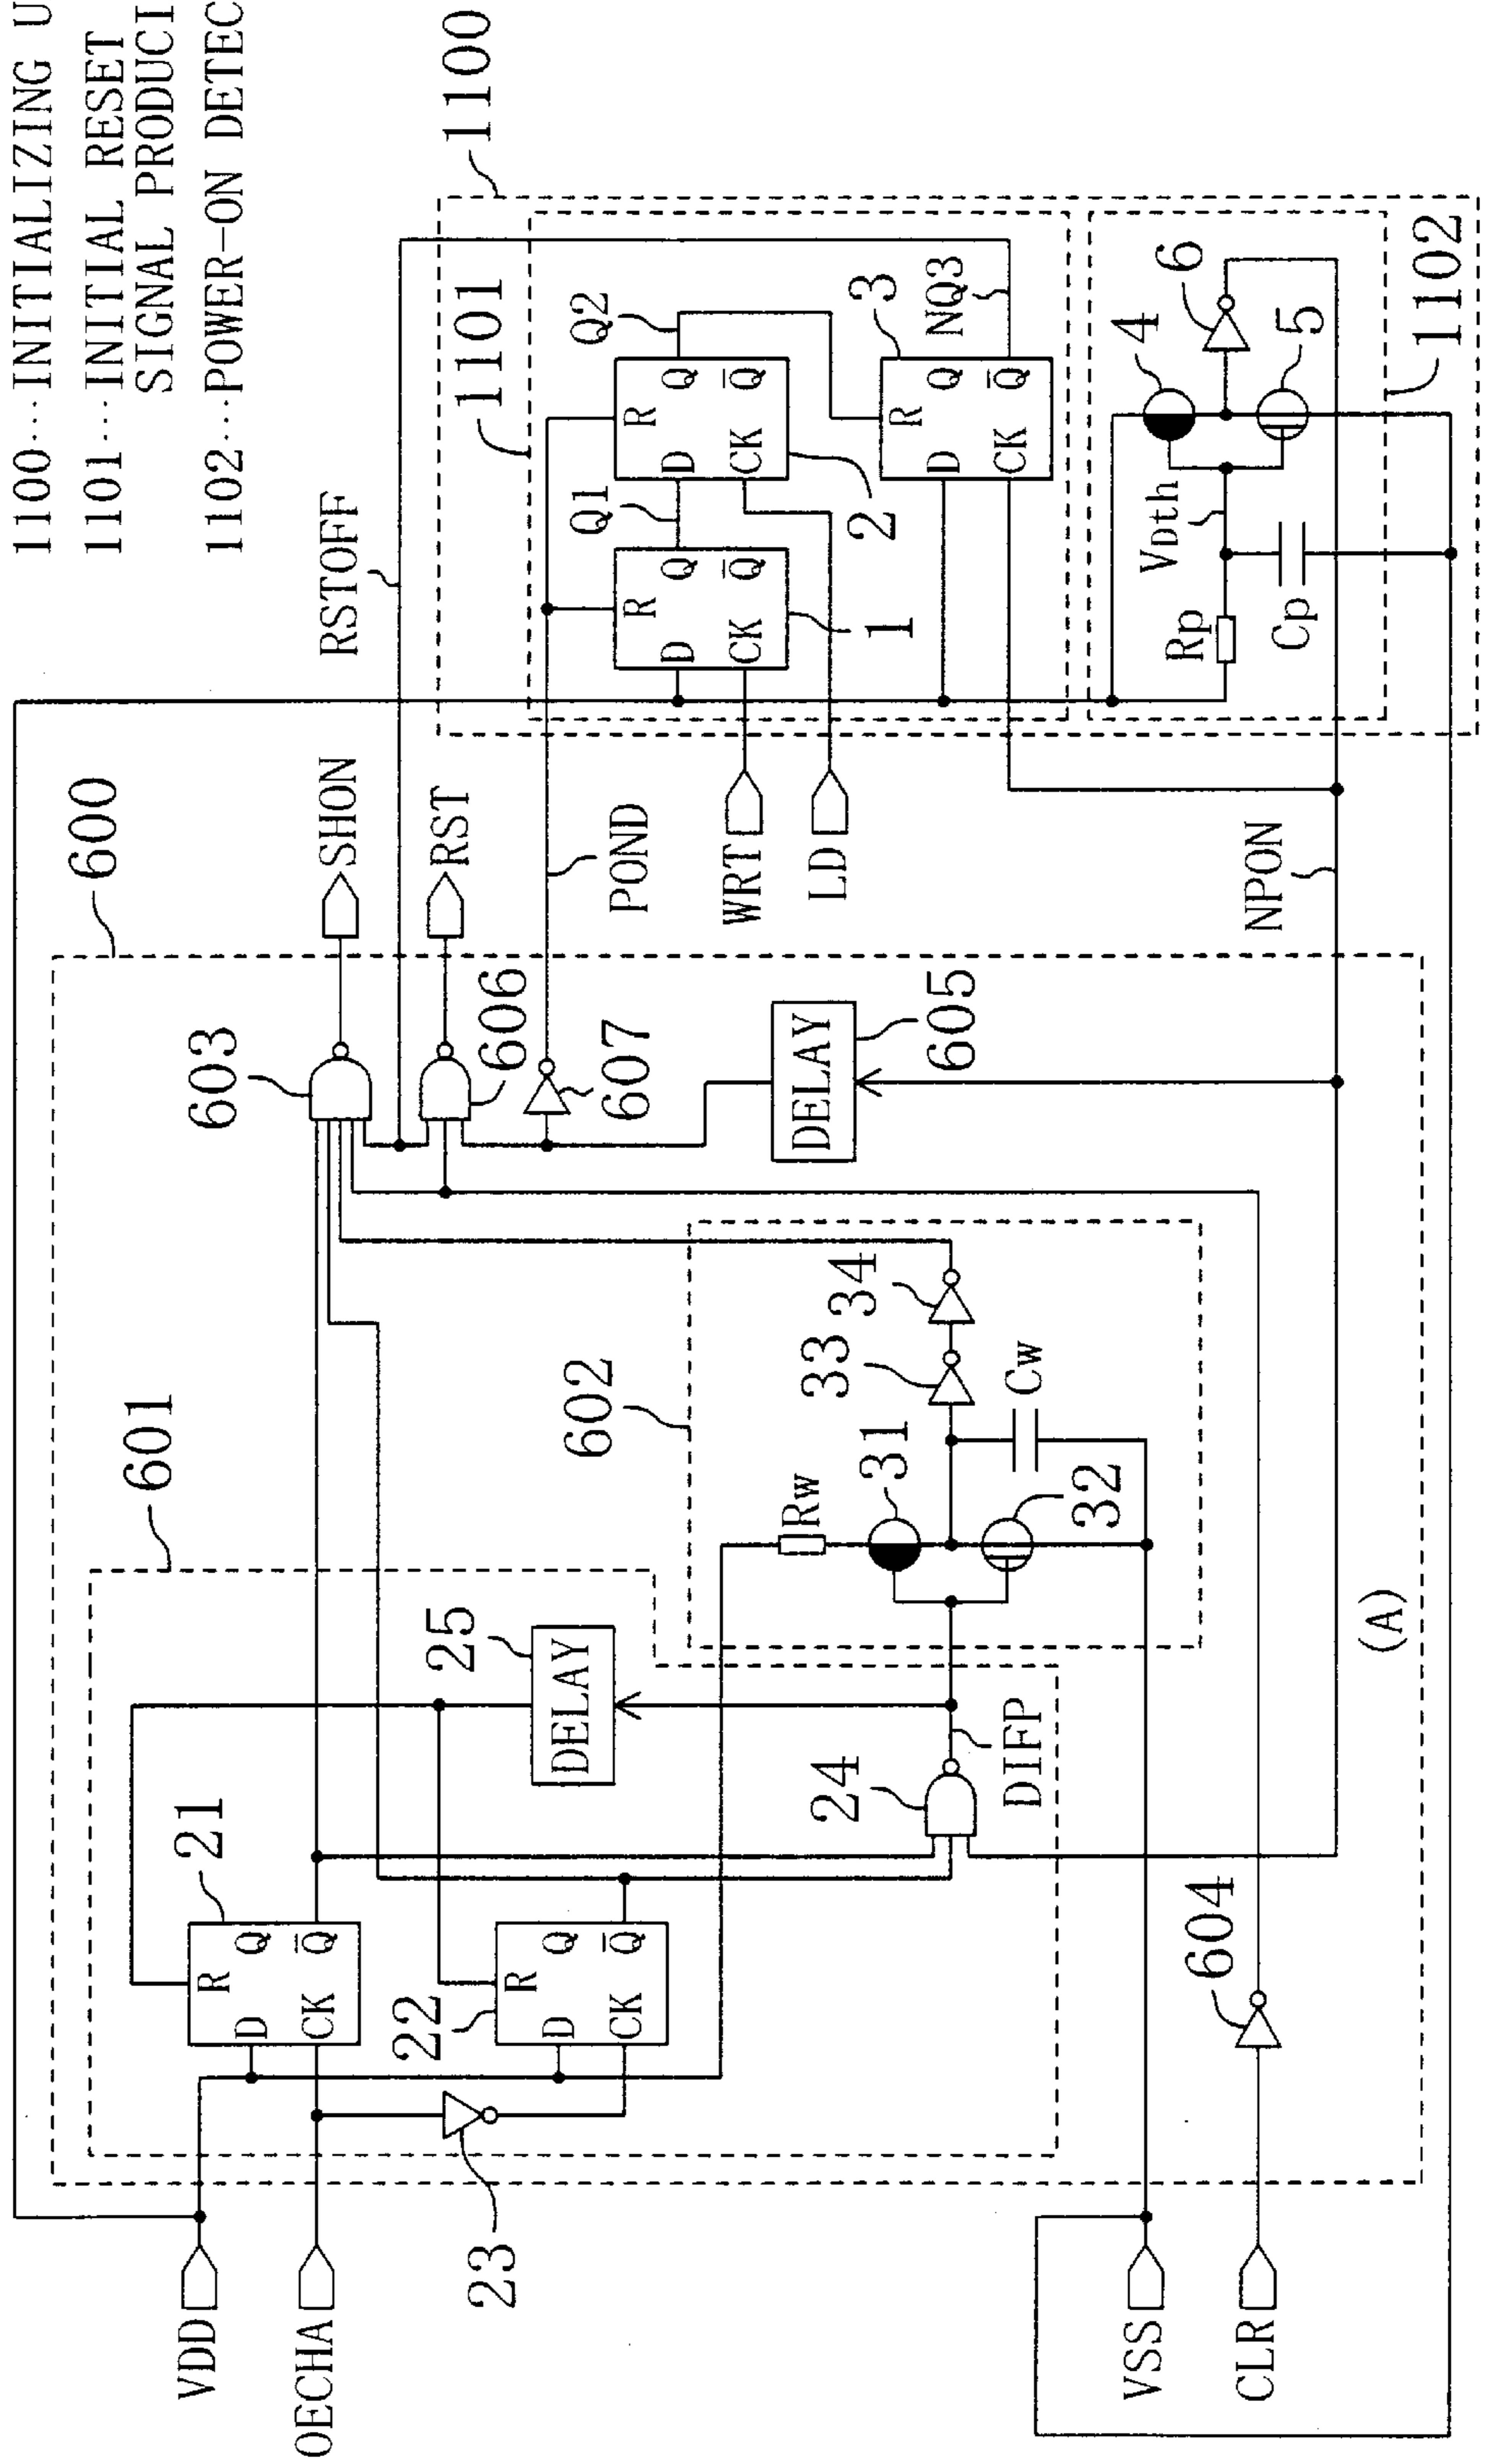 1100···INITIALIZING U
1101···INITIAL RESET
SIGNAL PRODUCI
1102···POWER-ON DETEC
600
601
602
603
SHON
RSTOFF
1101
1100
RST
606
607
POND
WRT
LD
Q1
Q2
R
D
Q
CK
Q̅
1
R
D
Q
CK
Q̅
2
R
D
Q
CK
Q̅
3
NQ3
DELAY
605
NPON
Rp
Cp
VDth
4
5
6
1102
VDD
OECHA
23
21
R
D
Q
CK
Q̅
22
R
D
Q
CK
Q̅
25
DELAY
24
DIFP
Rw
31
32
33
34
Cw
VSS
CLR
604
(A)